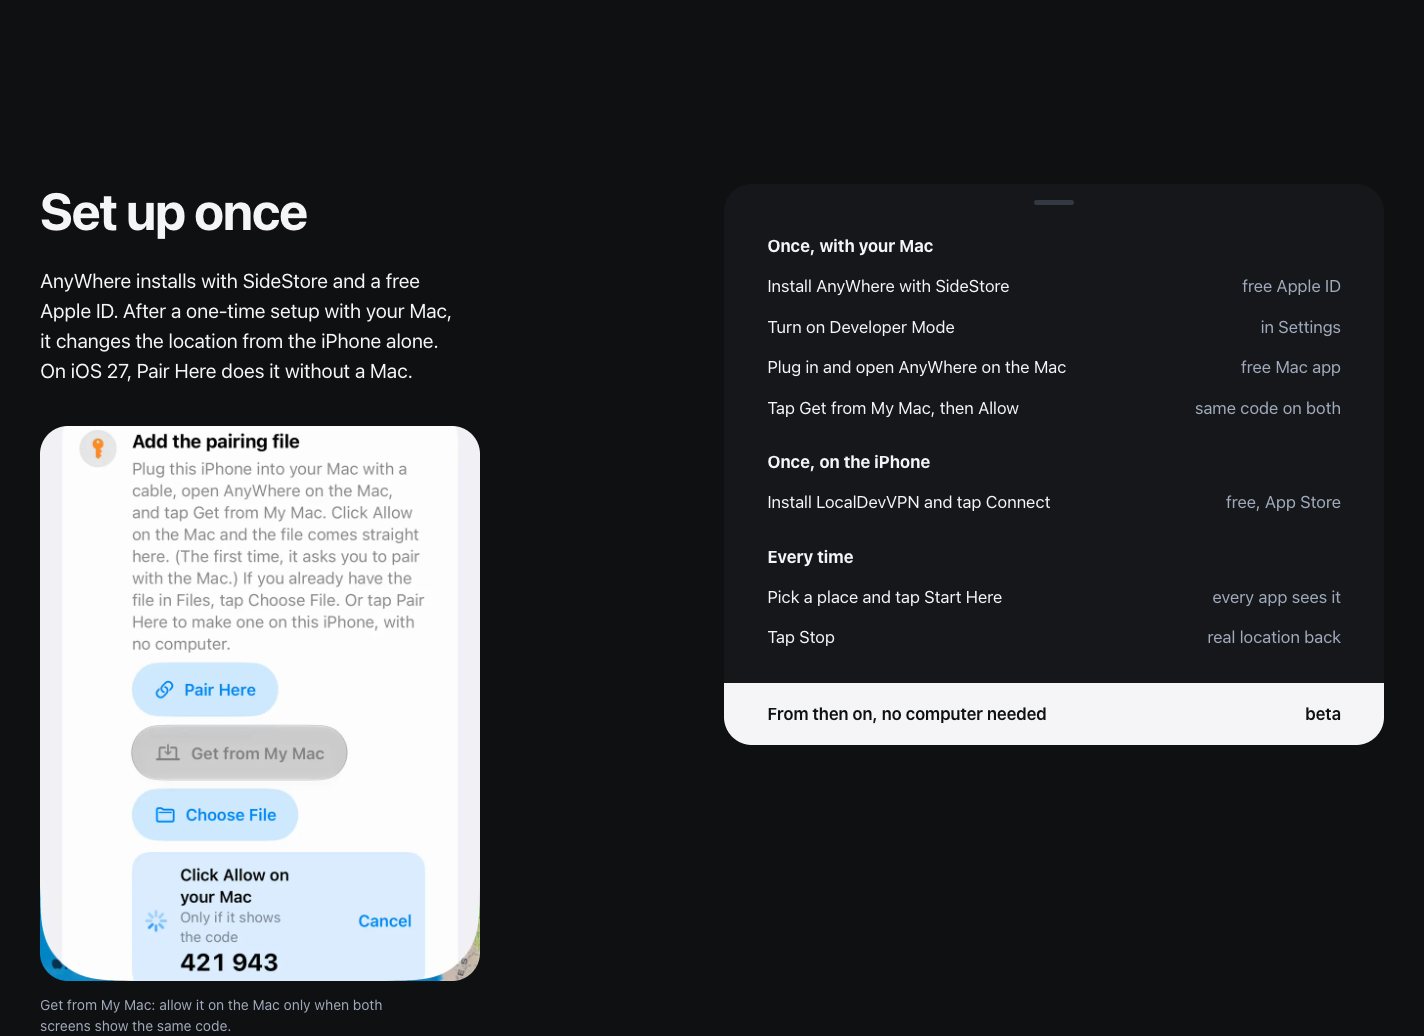 Set up once
AnyWhere installs with SideStore and a free
Apple ID. After a one-time setup with your Mac,
it changes the location from the iPhone alone.
On iOS 27, Pair Here does it without a Mac.
Add the pairing file
Plug this iPhone into your Mac with a
cable, open AnyWhere on the Mac,
and tap Get from My Mac. Click Allow
on the Mac and the file comes straight
here. (The first time, it asks you to pair
with the Mac.) If you already have the
file in Files, tap Choose File. Or tap Pair
Here to make one on this iPhone, with
no computer.
Pair Here
Get from My Mac
Choose File
Click Allow on
your Mac
Only if it shows
the code
421 943
Cancel
Get from My Mac: allow it on the Mac only when both
screens show the same code.
Once, with your Mac
Install AnyWhere with SideStore free Apple ID
Turn on Developer Mode in Settings
Plug in and open AnyWhere on the Mac free Mac app
Tap Get from My Mac, then Allow same code on both
Once, on the iPhone
Install LocalDevVPN and tap Connect free, App Store
Every time
Pick a place and tap Start Here every app sees it
Tap Stop real location back
From then on, no computer needed beta